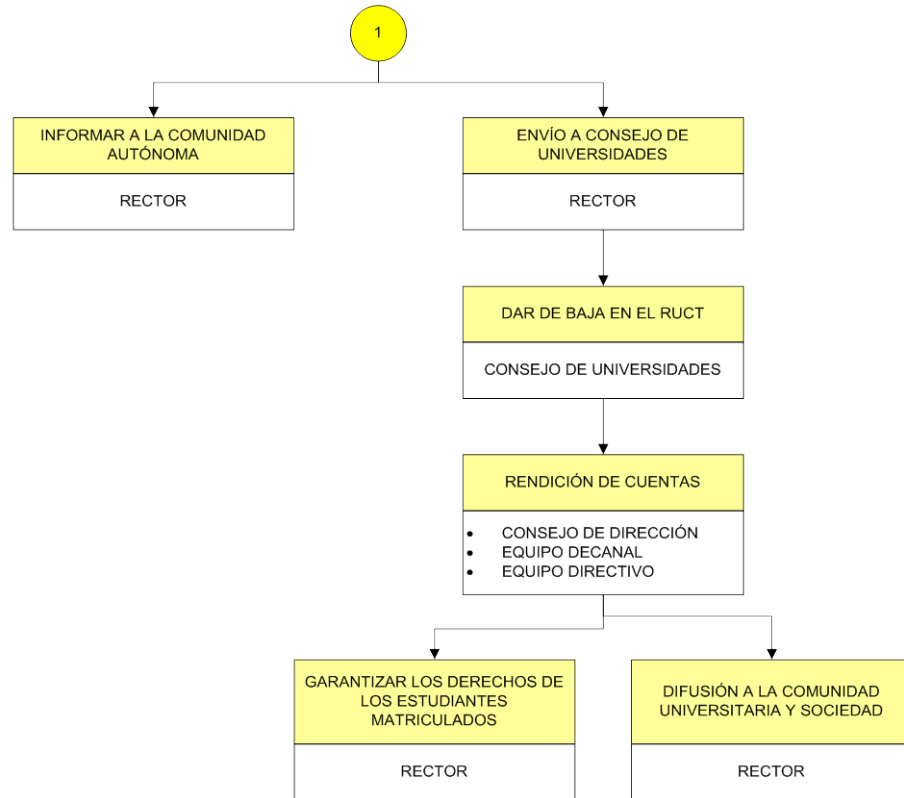 1
INFORMAR A LA COMUNIDAD
AUTÓNOMA
RECTOR
ENVÍO A CONSEJO DE
UNIVERSIDADES
RECTOR
DAR DE BAJA EN EL RUCT
CONSEJO DE UNIVERSIDADES
RENDICIÓN DE CUENTAS
• CONSEJO DE DIRECCIÓN
• EQUIPO DECANAL
• EQUIPO DIRECTIVO
GARANTIZAR LOS DERECHOS DE
LOS ESTUDIANTES
MATRICULADOS
RECTOR
DIFUSIÓN A LA COMUNIDAD
UNIVERSITARIA Y SOCIEDAD
RECTOR